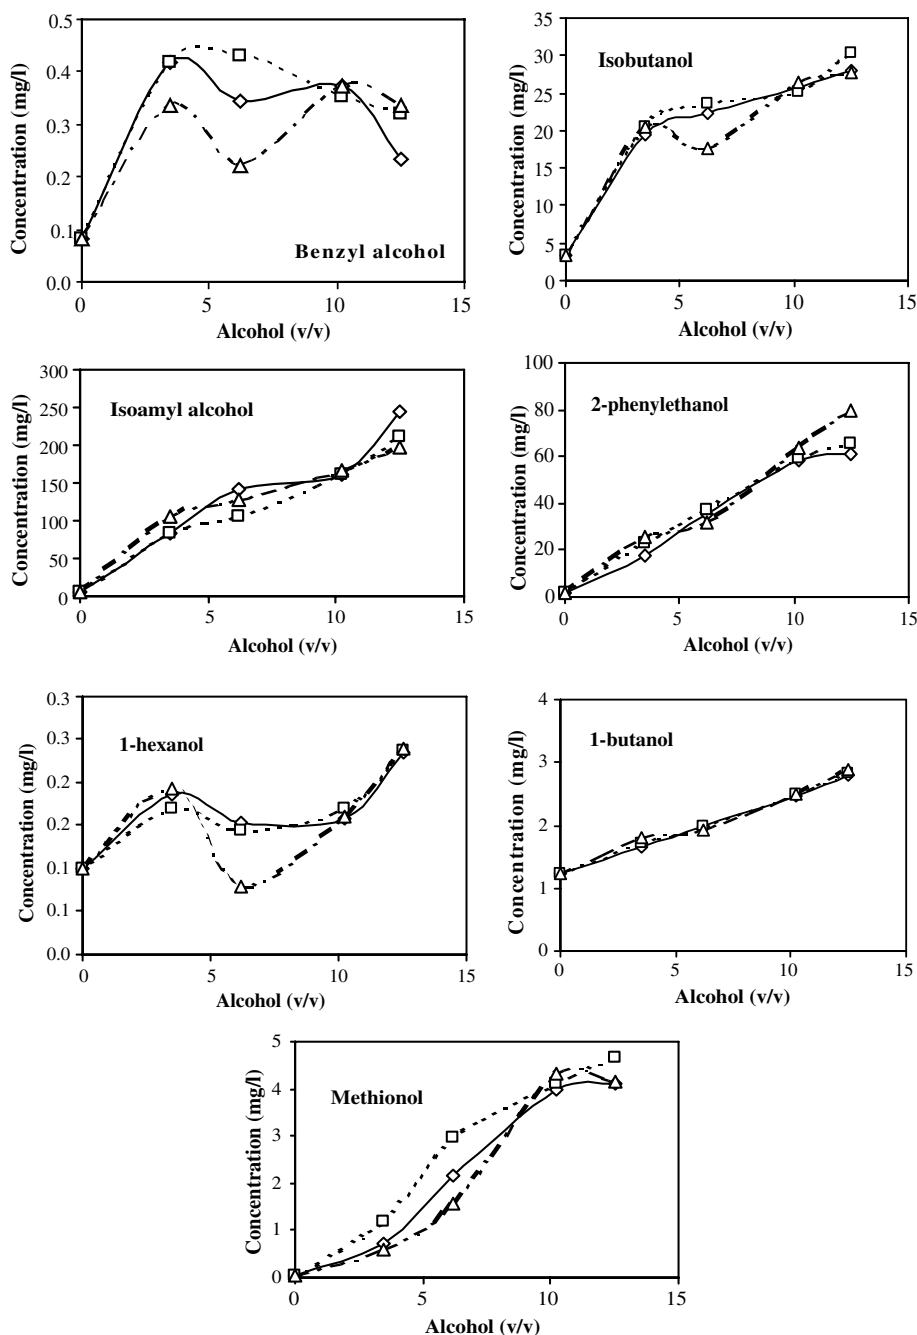 0.5
0.4
0.3
0.2
0.1
0.0
Concentration (mg/l)
Benzyl alcohol
0 5 10 15
Alcohol (v/v)
35
30
25
20
15
10
5
0
Concentration (mg/l)
Isobutanol
0 5 10 15
Alcohol (v/v)
300
250
200
150
100
50
0
Concentration (mg/l)
Isoamyl alcohol
0 5 10 15
Alcohol (v/v)
100
80
60
40
20
0
Concentration (mg/l)
2-phenylethanol
0 5 10 15
Alcohol (v/v)
0.3
0.3
0.2
0.2
0.1
0.1
0.0
Concentration (mg/l)
1-hexanol
0 5 10 15
Alcohol (v/v)
4
3
2
1
0
Concentration (mg/l)
1-butanol
0 5 10 15
Alcohol (v/v)
5
4
3
2
1
0
Concentration (mg/l)
Methionol
0 5 10 15
Alcohol (v/v)